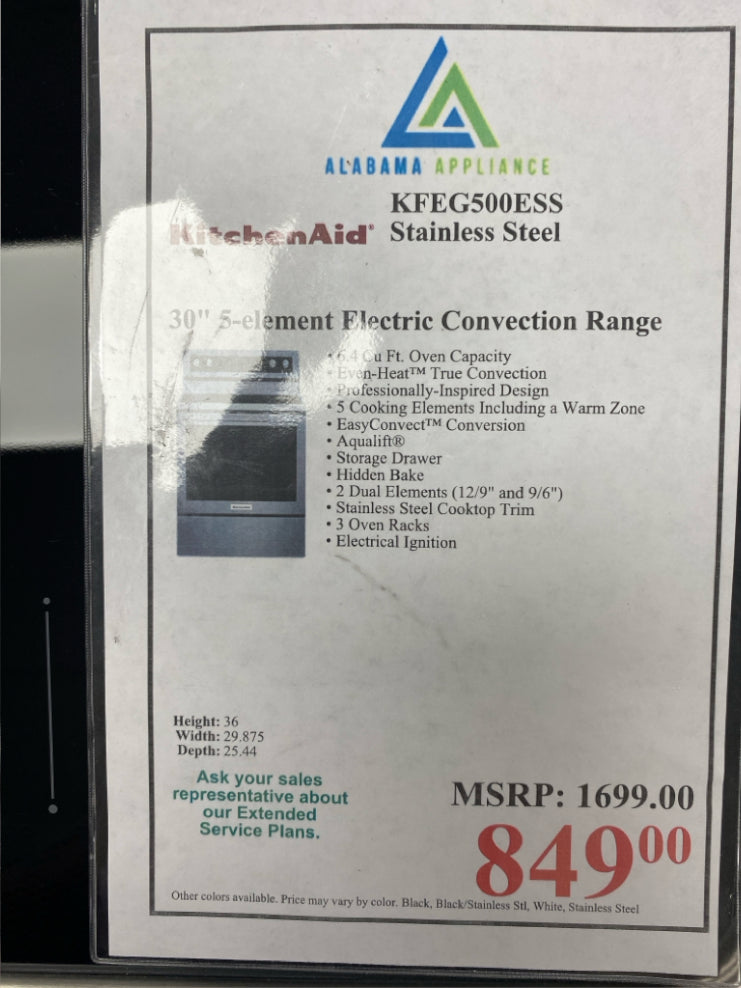 ALABAMA APPLIANCE
KFEG500ESS
KitchenAid® Stainless Steel
30" 5-element Electric Convection Range
• 6.4 Cu Ft. Oven Capacity
• Even-Heat™ True Convection
• Professionally-Inspired Design
• 5 Cooking Elements Including a Warm Zone
• EasyConvect™ Conversion
• Aqualift®
• Storage Drawer
• Hidden Bake
• 2 Dual Elements (12/9" and 9/6")
• Stainless Steel Cooktop Trim
• 3 Oven Racks
• Electrical Ignition
Height: 36
Width: 29.875
Depth: 25.44
Ask your sales
representative about
our Extended
Service Plans.
MSRP: 1699.00
849 00
Other colors available. Price may vary by color. Black, Black/Stainless Stl, White, Stainless Steel